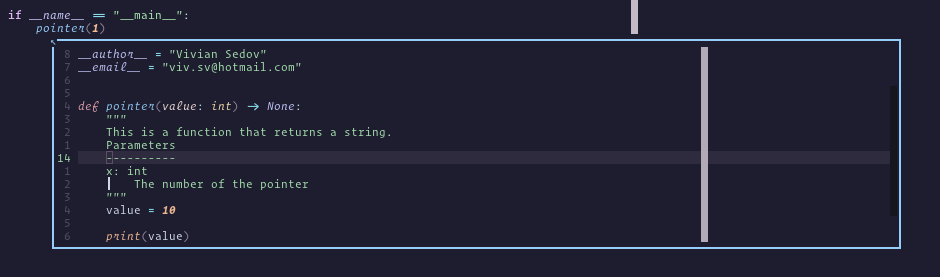 if __name__ == "__main__":
    pointer(1)
8 __author__ = "Vivian Sedov"
7 __email__ = "viv.sv@hotmail.com"
6
5
4 def pointer(value: int) -> None:
3     """
2     This is a function that returns a string.
1     Parameters
14     ----------
1     x: int
2         The number of the pointer
3     """
4     value = 10
5
6     print(value)